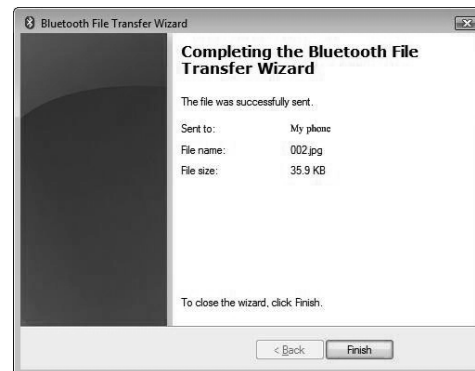 Bluetooth File Transfer Wizard
Completing the Bluetooth File
Transfer Wizard
The file was successfully sent.
Sent to: My phone
File name: 002.jpg
File size: 35.9 KB
To close the wizard, click Finish.
< Back Finish